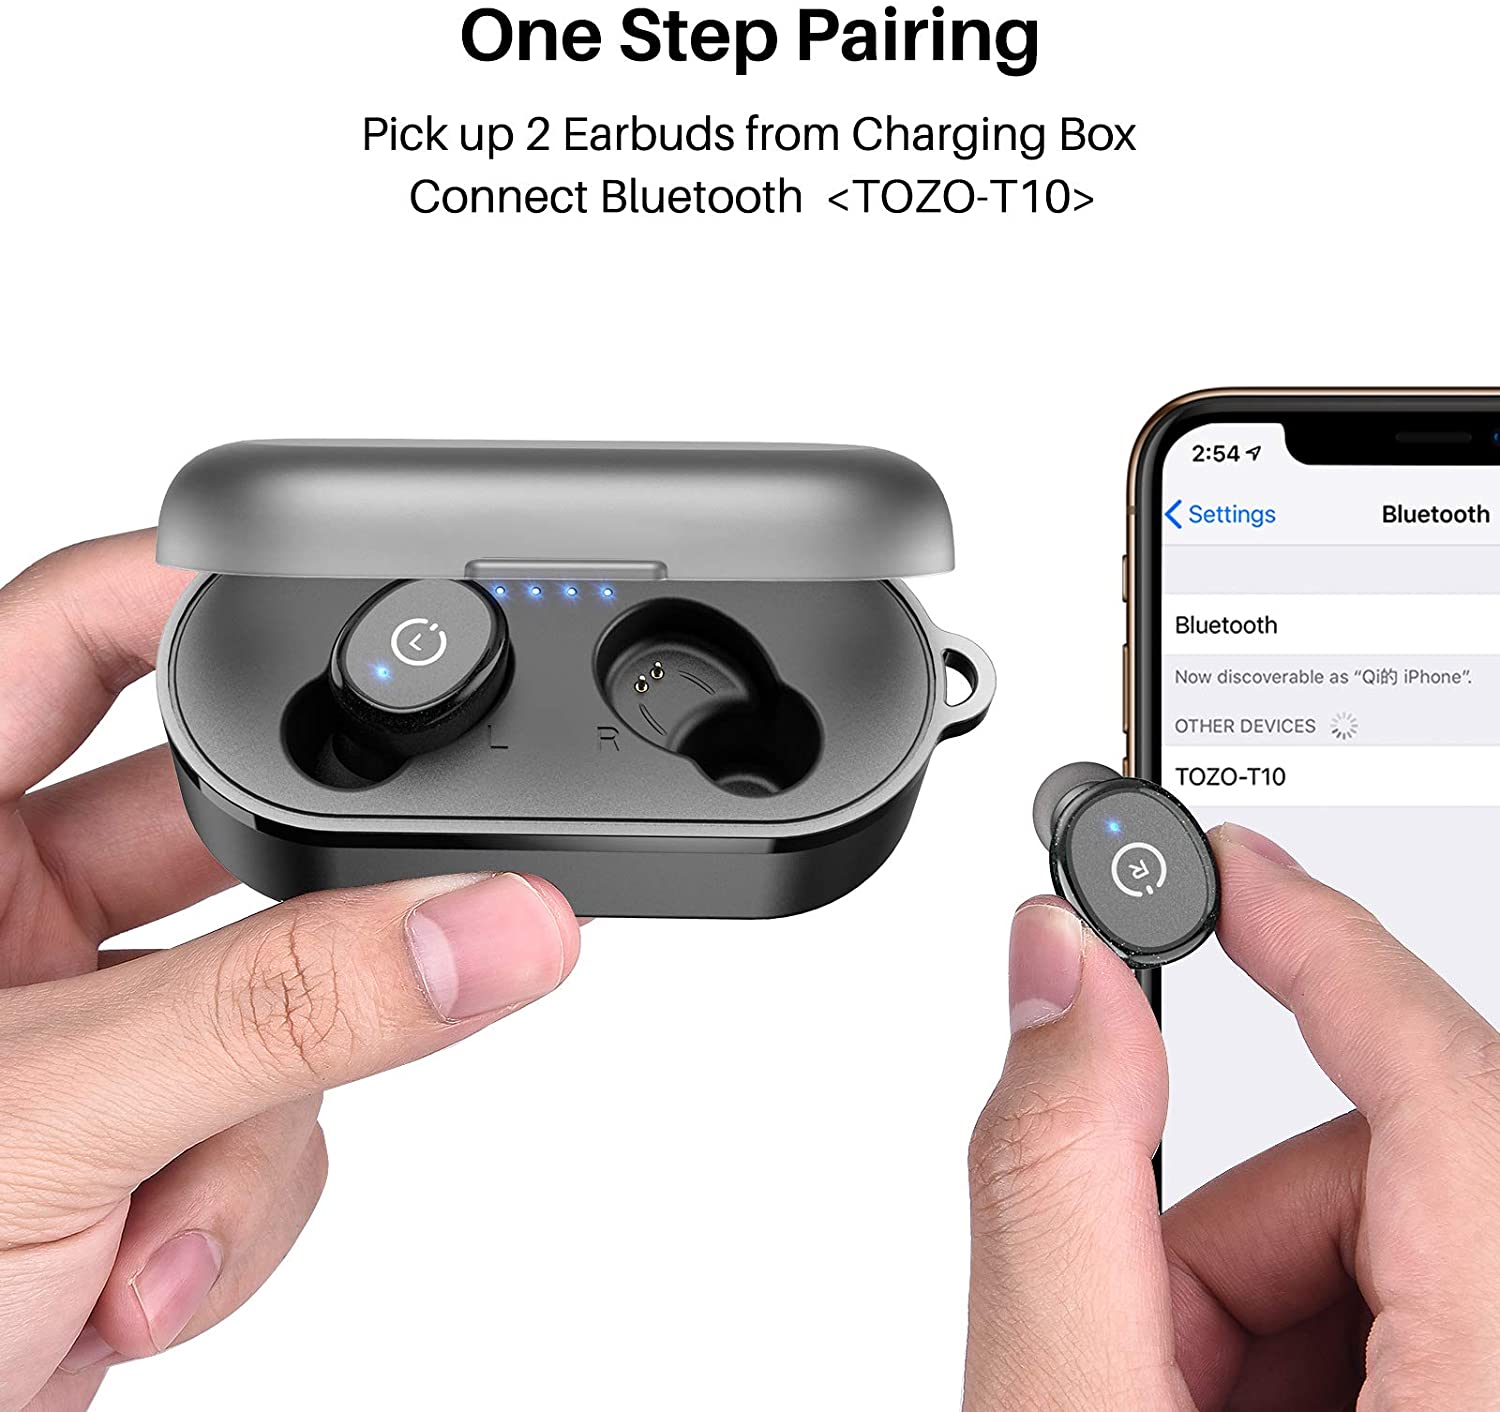 One Step Pairing
Pick up 2 Earbuds from Charging Box
Connect Bluetooth <TOZO-T10>
2:54
Settings
Bluetooth
Bluetooth
Now discoverable as “Qi的 iPhone”.
OTHER DEVICES
TOZO-T10
L
L
R
R